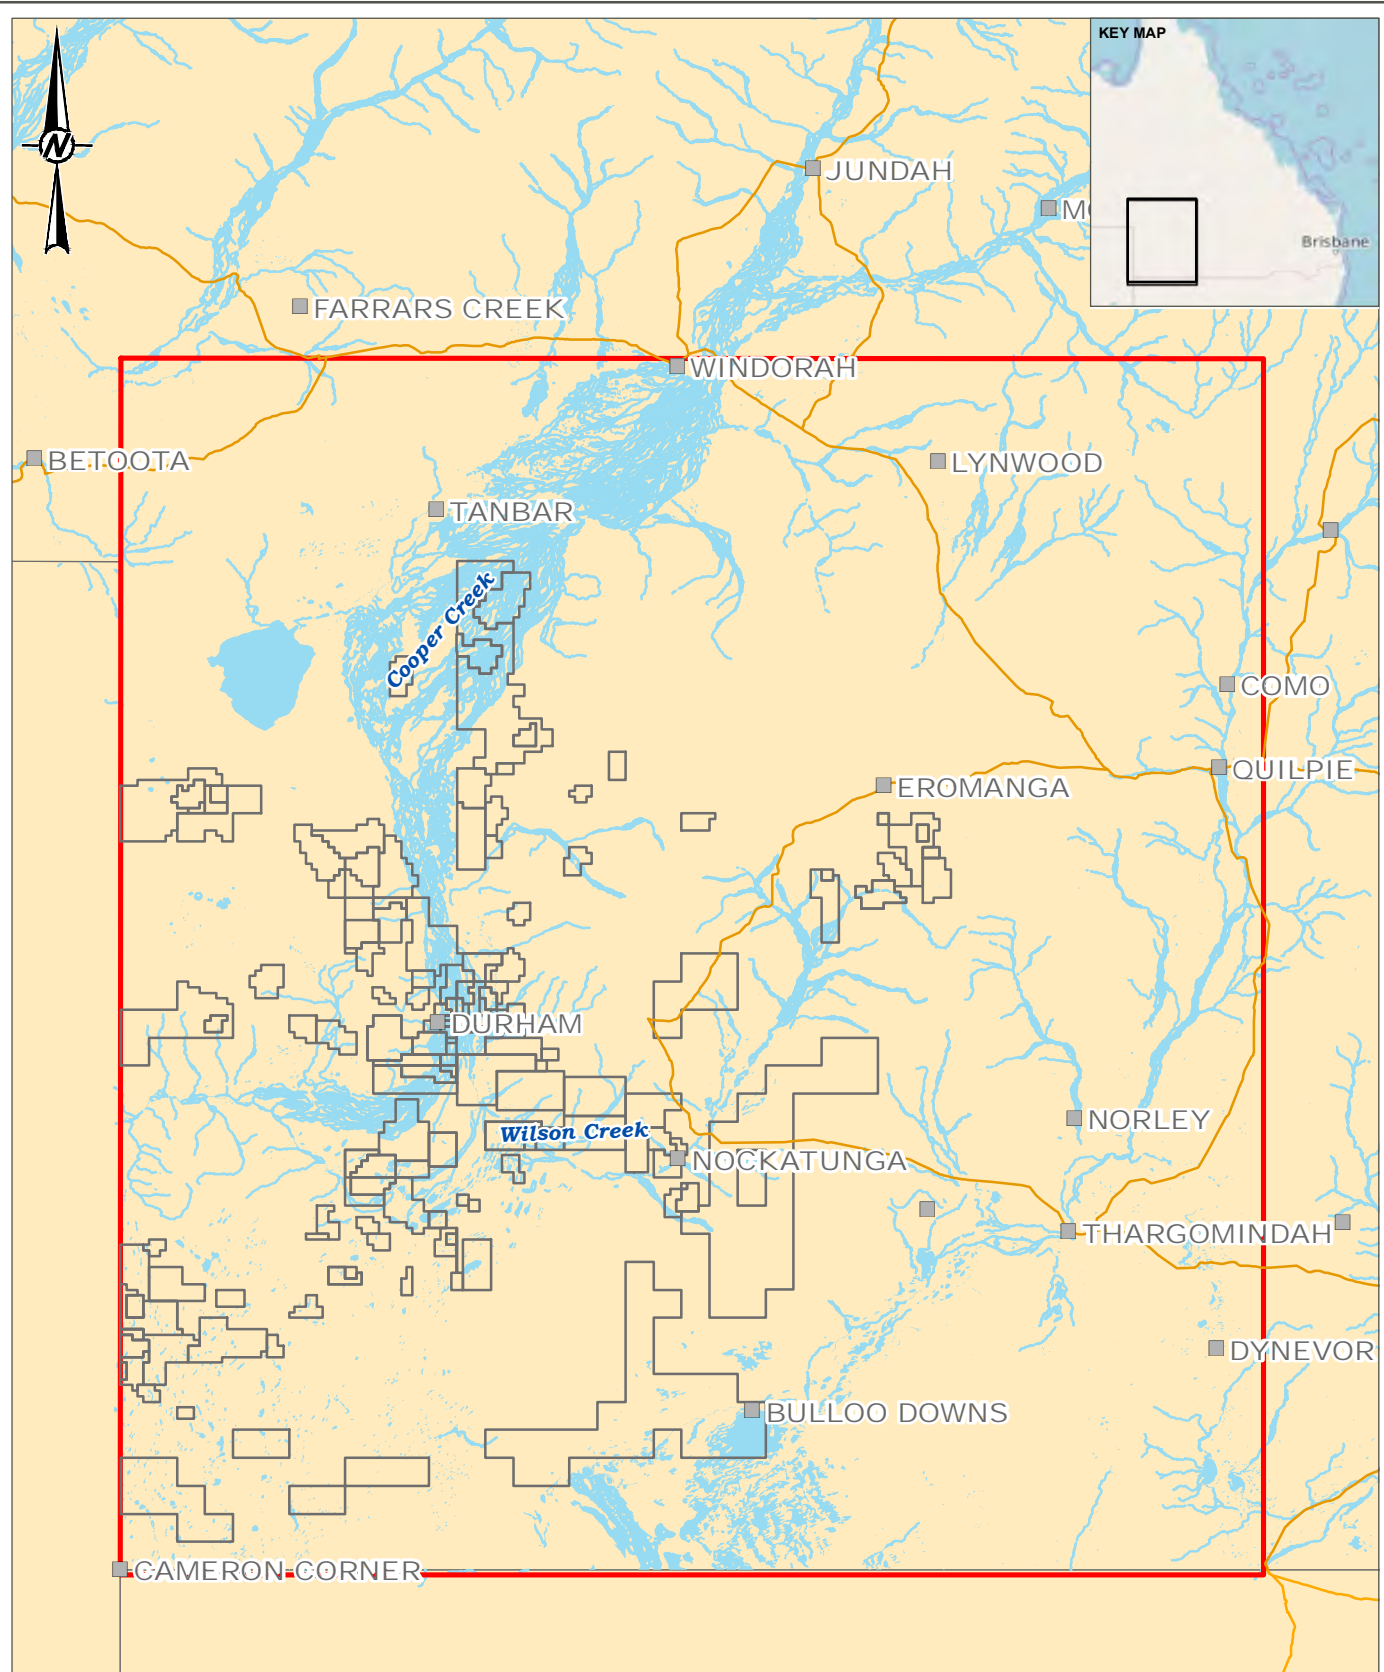 KEY MAP
N
JUNDAH
Brisbane
FARRARS CREEK
WINDORAH
BETOOTA
LYNWOOD
TANBAR
Cooper Creek
COMO
QUILPIE
EROMANGA
DURHAM
NORLEY
Wilson Creek
NOCKATUNGA
THARGOMINDAH
DYNEVOR
BULLOO DOWNS
CAMERON CORNER